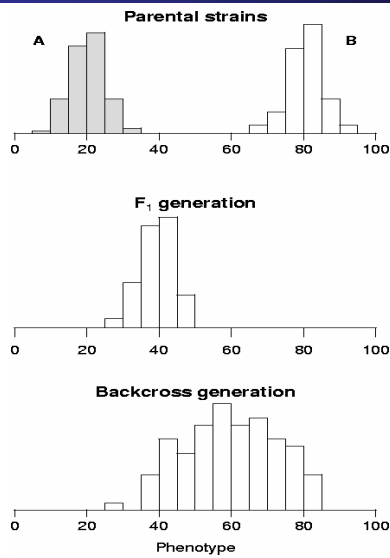 Parental strains
A B
0 20 40 60 80 100
F₁ generation
0 20 40 60 80 100
Backcross generation
0 20 40 60 80 100
Phenotype